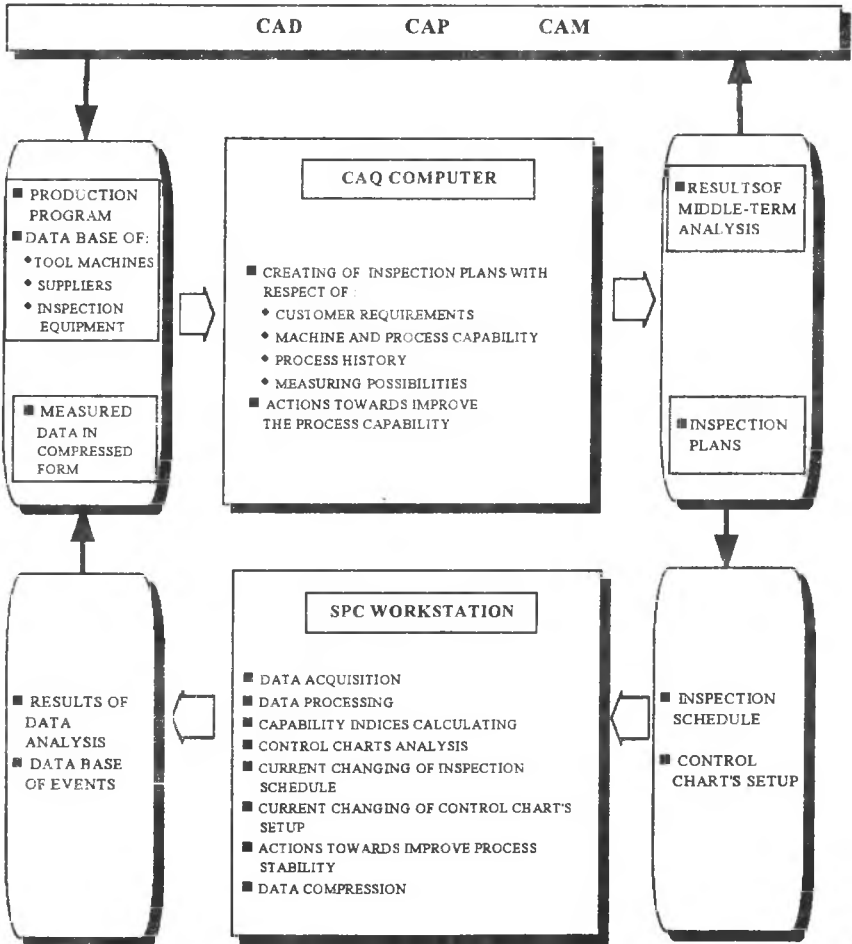 CAD CAP CAM
PRODUCTION
PROGRAM
DATA BASE OF:
TOOL MACHINES
SUPPLIERS
INSPECTION
EQUIPMENT
MEASURED
DATA IN
COMPRESSED
FORM
CAQ COMPUTER
CREATING OF INSPECTION PLANS WITH
RESPECT OF :
CUSTOMER REQUIREMENTS
MACHINE AND PROCESS CAPABILITY
PROCESS HISTORY
MEASURING POSSIBILITIES
ACTIONS TOWARDS IMPROVE
THE PROCESS CAPABILITY
RESULTSOF
MIDDLE-TERM
ANALYSIS
INSPECTION
PLANS
RESULTS OF
DATA
ANALYSIS
DATA BASE
OF EVENTS
SPC WORKSTATION
DATA ACQUISITION
DATA PROCESSING
CAPABILITY INDICES CALCULATING
CONTROL CHARTS ANALYSIS
CURRENT CHANGING OF INSPECTION
SCHEDULE
CURRENT CHANGING OF CONTROL CHART'S
SETUP
ACTIONS TOWARDS IMPROVE PROCESS
STABILITY
DATA COMPRESSION
INSPECTION
SCHEDULE
CONTROL
CHART'S SETUP